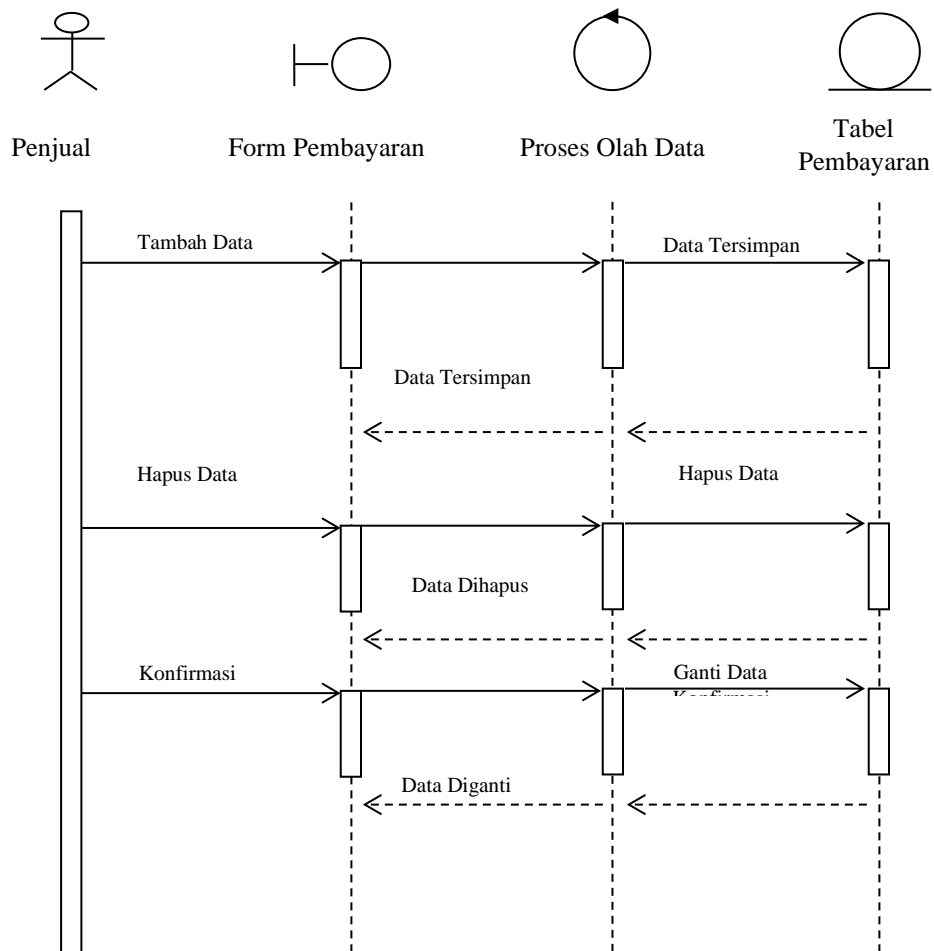 Penjual
Form Pembayaran
Proses Olah Data
Tabel
Pembayaran
Tambah Data
Data Tersimpan
Data Tersimpan
Hapus Data
Hapus Data
Data Dihapus
Konfirmasi
Ganti Data
Konfirmasi
Data Diganti